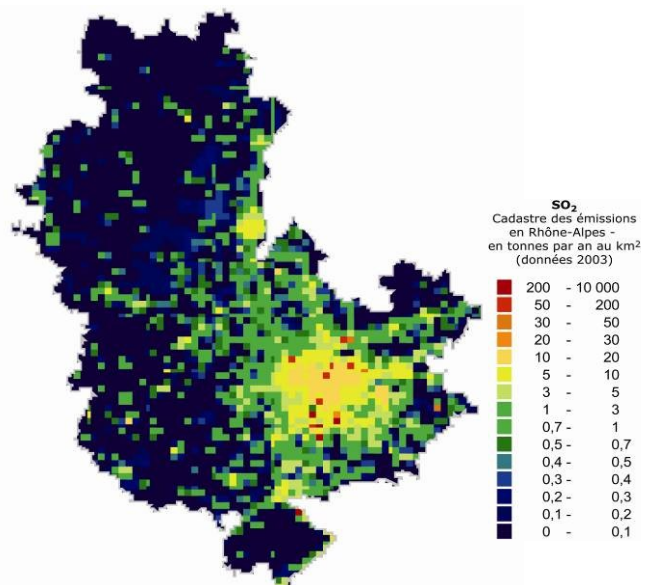 SO₂
Cadastre des émissions
en Rhône-Alpes -
en tonnes par an au km²
(données 2003)
200 - 10 000
50 - 200
30 - 50
20 - 30
10 - 20
5 - 10
3 - 5
1 - 3
0,7 - 1
0,5 - 0,7
0,4 - 0,5
0,3 - 0,4
0,2 - 0,3
0,1 - 0,2
0 - 0,1